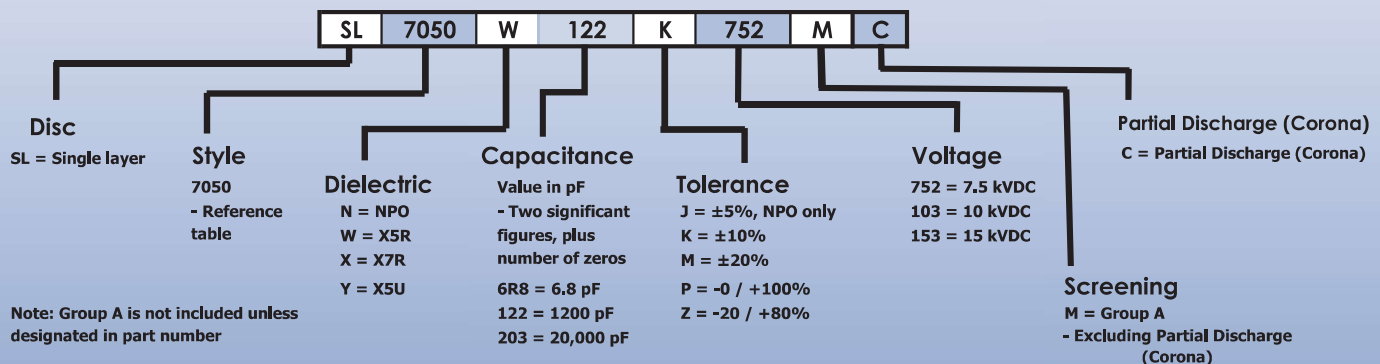 SL 7050 W 122 K 752 M C
Disc
SL = Single layer
Style
7050
- Reference
table
Dielectric
N = NPO
W = X5R
X = X7R
Y = X5U
Capacitance
Value in pF
- Two significant
figures, plus
number of zeros
6R8 = 6.8 pF
122 = 1200 pF
203 = 20,000 pF
Tolerance
J = ±5%, NPO only
K = ±10%
M = ±20%
P = -0 / +100%
Z = -20 / +80%
Voltage
752 = 7.5 kVDC
103 = 10 kVDC
153 = 15 kVDC
Screening
M = Group A
- Excluding Partial Discharge
(Corona)
Partial Discharge (Corona)
C = Partial Discharge (Corona)
Note: Group A is not included unless
designated in part number